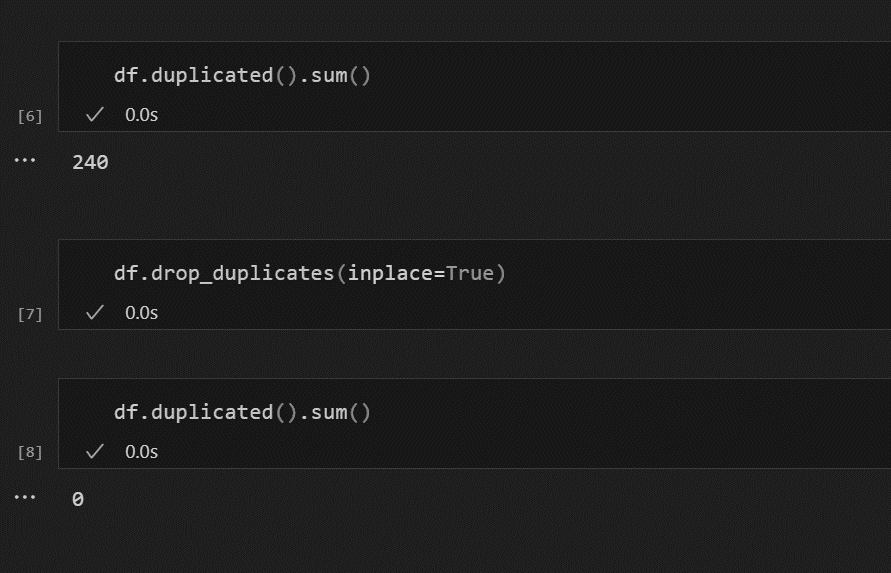 df.duplicated().sum()
[6] ✓ 0.0s
... 240
df.drop_duplicates(inplace=True)
[7] ✓ 0.0s
df.duplicated().sum()
[8] ✓ 0.0s
... 0